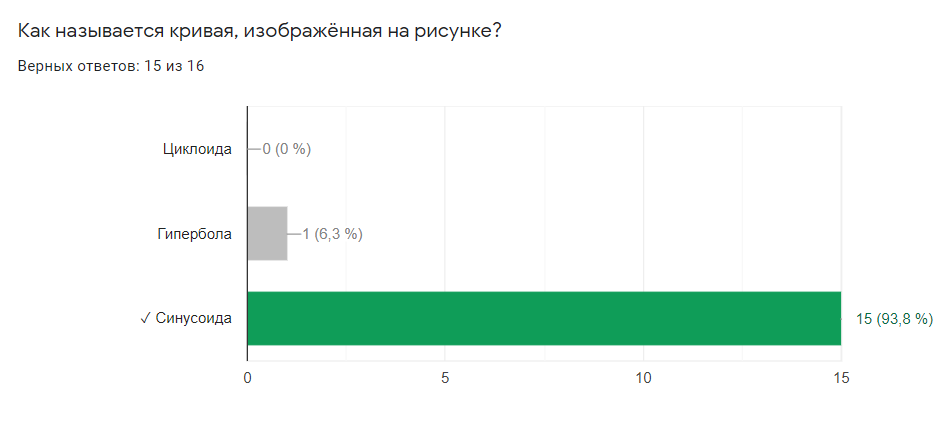 Как называется кривая, изображённая на рисунке?
Верных ответов: 15 из 16
Циклоида
0 (0 %)
Гипербола
1 (6,3 %)
✓ Синусоида
15 (93,8 %)
0
5
10
15